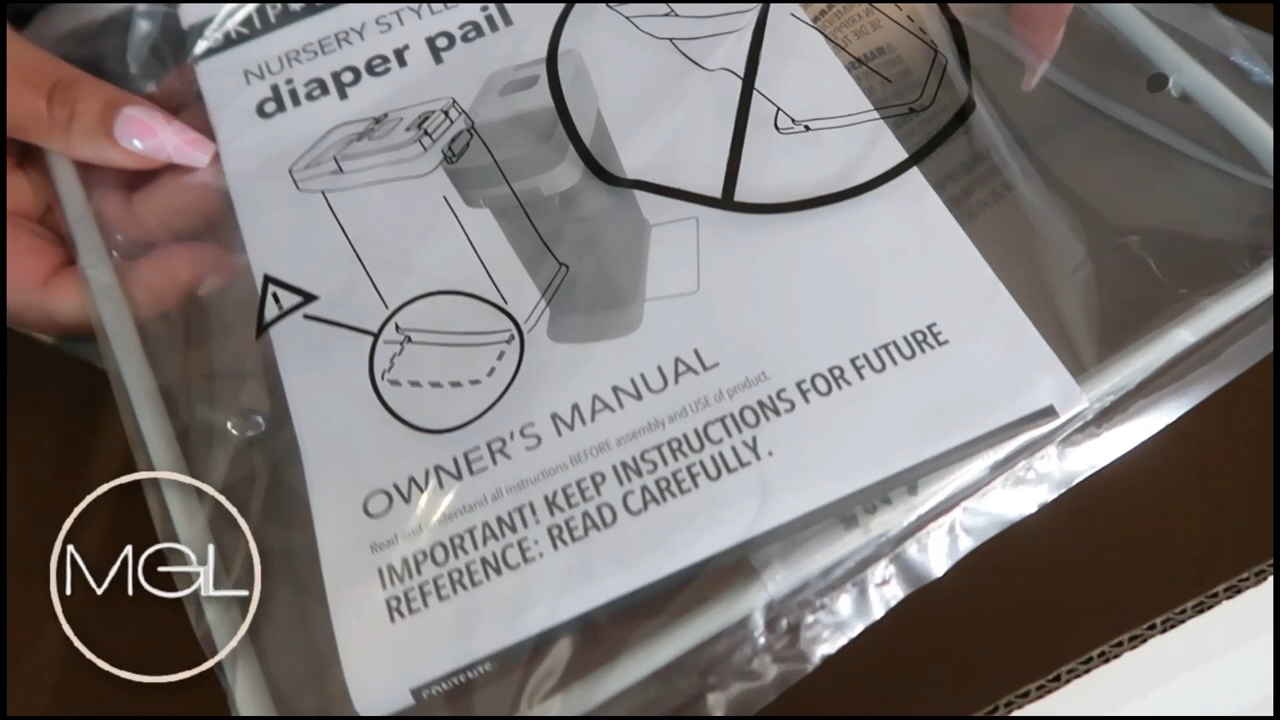 NURSERY STYLE
diaper pail
OWNER'S MANUAL
Read and understand all instructions BEFORE assembly and USE of product.
IMPORTANT! KEEP INSTRUCTIONS FOR FUTURE
REFERENCE: READ CAREFULLY.
CONTENTS:
MGL